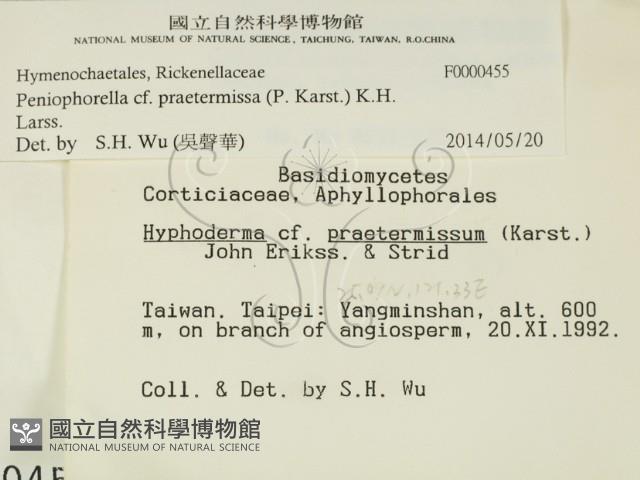 國立自然科學博物館
NATIONAL MUSEUM OF NATURAL SCIENCE, TAICHUNG, TAIWAN, R.O.CHINA
Hymenochaetales, Rickenellaceae F0000455
Peniophorella cf. praetermissa (P. Karst.) K.H.
Larss.
Det. by S.H. Wu (吳聲華) 2014/05/20
Basidiomycetes
Corticiaceae, Aphyllophorales
Hyphoderma cf. praetermissum (Karst.)
John Erikss. & Strid
Taiwan. Taipei: Yangminshan, alt. 600
m, on branch of angiosperm, 20.XI.1992.
Coll. & Det. by S.H. Wu
國立自然科學博物館
NATIONAL MUSEUM OF NATURAL SCIENCE